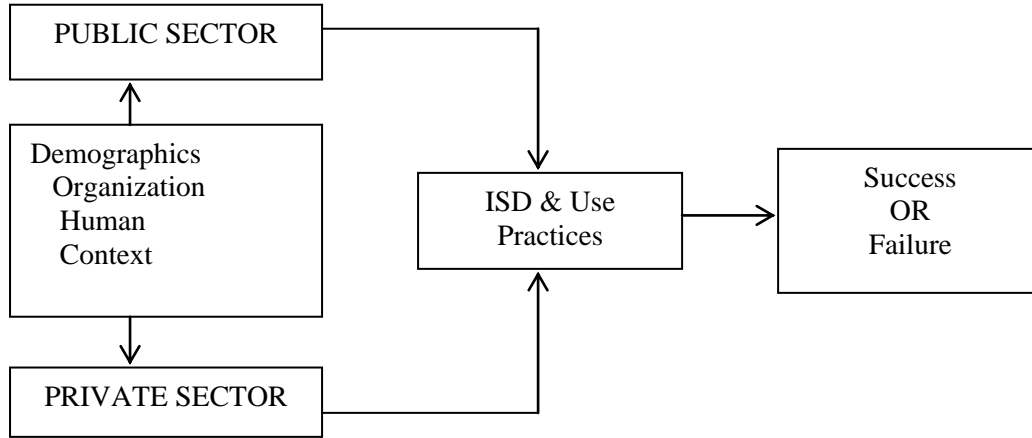 PUBLIC SECTOR
Demographics
Organization
Human
Context
PRIVATE SECTOR
ISD & Use
Practices
Success
OR
Failure